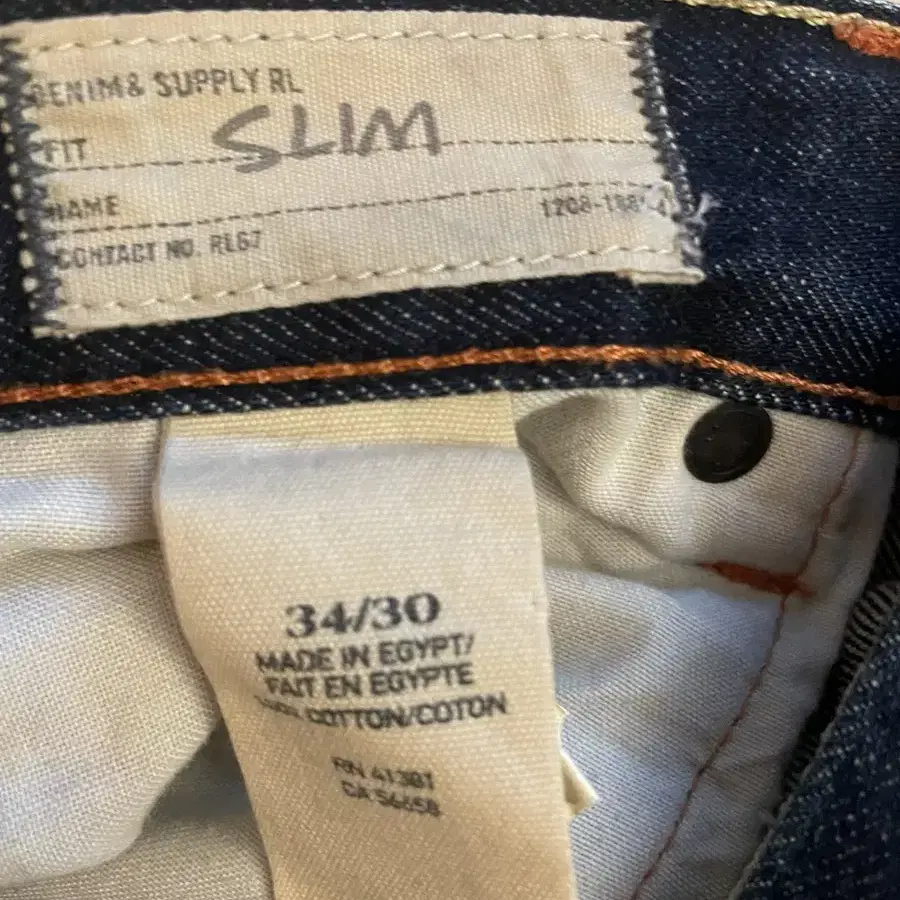 DENIM & SUPPLY RL
FIT SLIM
NAME
CONTACT NO. RL67
34/30
MADE IN EGYPT/
FAIT EN EGYPTE
COTTON/COTON
RN 41381
CA 56658